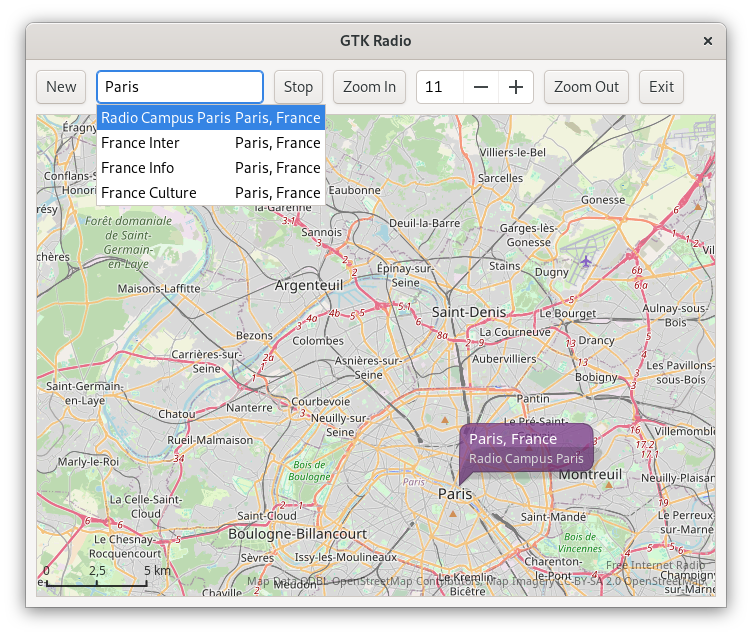 GTK Radio
New
Paris
Stop
Zoom In
11
Zoom Out
Exit
Radio Campus Paris Paris, France
France Inter Paris, France
France Info Paris, France
France Culture Paris, France
Éragny
Conflans-S
Honori
Villiers-le-Bel
Sarcelles
Eaubonne
la-Garenne
Gonesse
Forêt domaniale
de Saint-
Germain-
en-Laye
Sannois
Deuil-la-Barre
Garges-lès-
Gonesse
chères
Maisons-Laffitte
Argenteuil
Épinay-sur-
Seine
Stains
Dugny
Saint-Denis
Le Bourget
Aulnay-sous-
Bois
La Courneuve
Drancy
Bezons
Colombes
Carrières-sur-
Seine
Asnières-sur-
Seine
Aubervilliers
Bobigny
Les Pavillons-
sous-Bois
Saint-Germain-
en-Laye
Chatou
Nanterre
Courbevoie
Neuilly-sur-
Seine
Pantin
Le Pré-Saint-
Rueil-Malmaison
Villemomble
Paris, France
Radio Campus Paris
Marly-le-Roi
Bois de
Boulogne
Paris
Paris
Montreuil
Neuilly-Plaisan
La Celle-Saint-
Cloud
Saint-Cloud
Saint-Mandé
Le Perreux
sur-Marne
Le Chesnay-
Rocquencourt
Boulogne-Billancourt
Bois de
Vincennes
Sèvres
Issy-les-Moulineaux
Charenton-
le-Pont
Free Internet Radio
Champigny
sur-Marne
0 2,5 5 km
Chaville
Meudon
Le Kremlin-
Bicêtre
Map Data ODBL OpenStreetMap Contributors, Map Imagery CC-BY-SA 2.0 OpenStreetMap